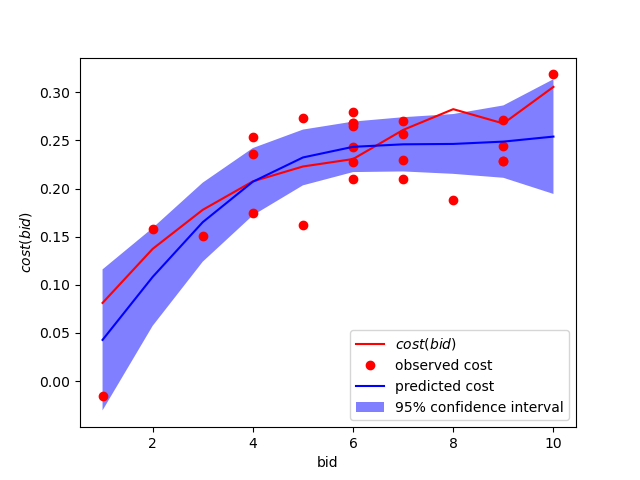 0.30
0.25
0.20
0.15
0.10
0.05
0.00
cost(bid)
cost(bid)
observed cost
predicted cost
95% confidence interval
2 4 6 8 10
bid